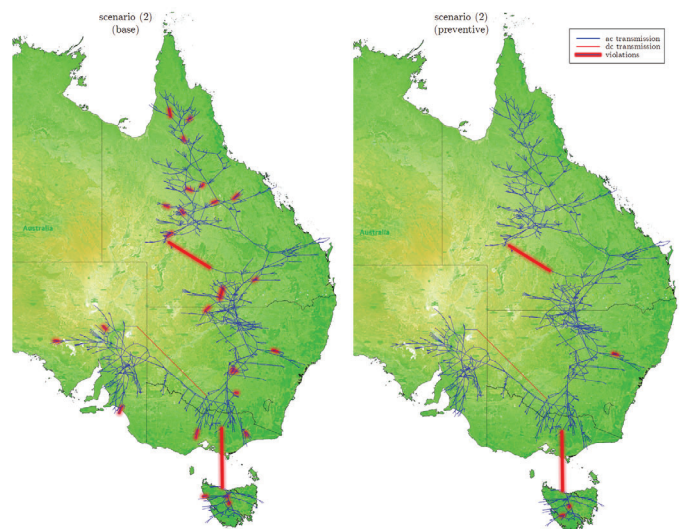 scenario (2)
(base)
scenario (2)
(preventive)
ac transmission
dc transmission
violations
Australia
Australia